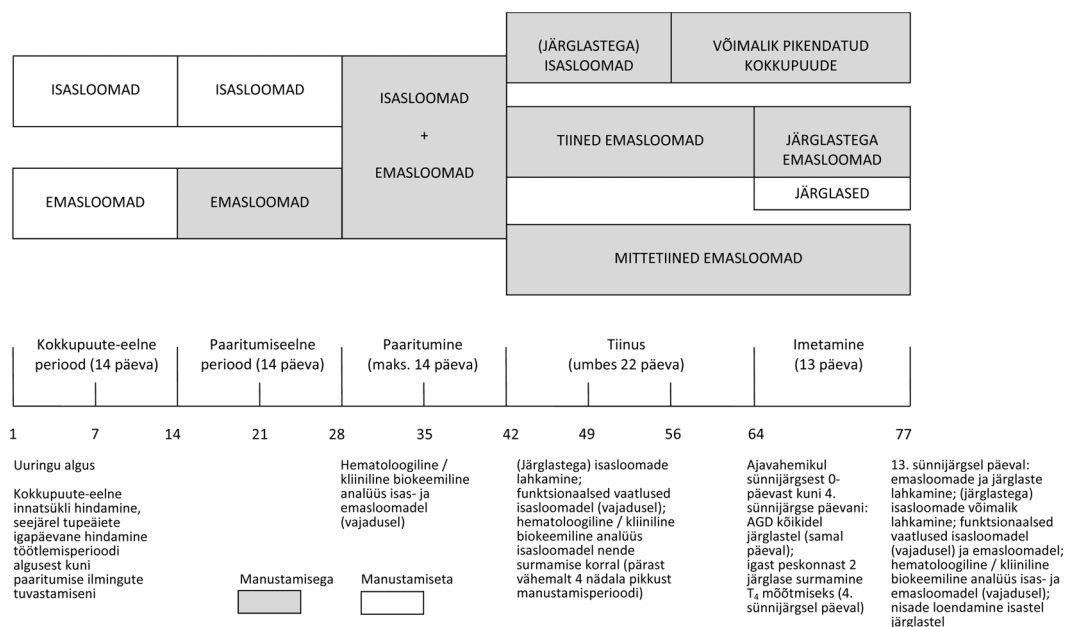 (JÄRGLASTEGA)
ISASLOOMAD
VÕIMALIK PIKENDATUD
KOKKUPUUDE
ISASLOOMAD
ISASLOOMAD
ISASLOOMAD
+
EMASLOOMAD
TIINED EMASLOOMAD
JÄRGLASTEGA
EMASLOOMAD
JÄRGLASED
EMASLOOMAD
EMASLOOMAD
MITTETIINED EMASLOOMAD
Kokkupuute-eelne
periood (14 päeva)
Paaritumiseelne
periood (14 päeva)
Paaritumine
(maks. 14 päeva)
Tiinus
(umbes 22 päeva)
Imetamine
(13 päeva)
1 7 14 21 28 35 42 49 56 64 77
Uuringu algus
Kokkupuute-eelne
innatsükli hindamine,
seejärel tupeäiete
igapäevane hindamine
töötlemisperioodi
algusest kuni
paaritumise ilmingute
tuvastamiseni
Hematoloogiline /
kliiniline biokeemiline
analüüs isas- ja
emasloomadel
(vajadusel)
(Järglastega) isasloomade
lahkamine;
funktsionaalsed vaatlused
isasloomadel (vajadusel);
hematoloogiline / kliiniline
biokeemiline analüüs
isasloomadel nende
surmamise korral (pärast
vähemalt 4 nädala pikkust
manustamisperioodi)
Ajavahemikul
sünnijärgsest 0-
päevast kuni 4.
sünnijärgse päevani:
AGD kõikidel
järglastel (samal
päeval);
igast peskonnast 2
järglase surmamine
T₄ mõõtmiseks (4.
sünnijärgsel päeval)
13. sünnijärgsel päeval:
emasloomade ja järglaste
lahkamine; (järglastega)
isasloomade võimalik
lahkamine; funktsionaalsed
vaatlused isasloomadel
(vajadusel) ja emasloomadel;
hematoloogiline / kliiniline
biokeemiline analüüs isas- ja
emasloomadel (vajadusel);
nisade loendamine isastel
järglastel
Manustamisega
Manustamiseta